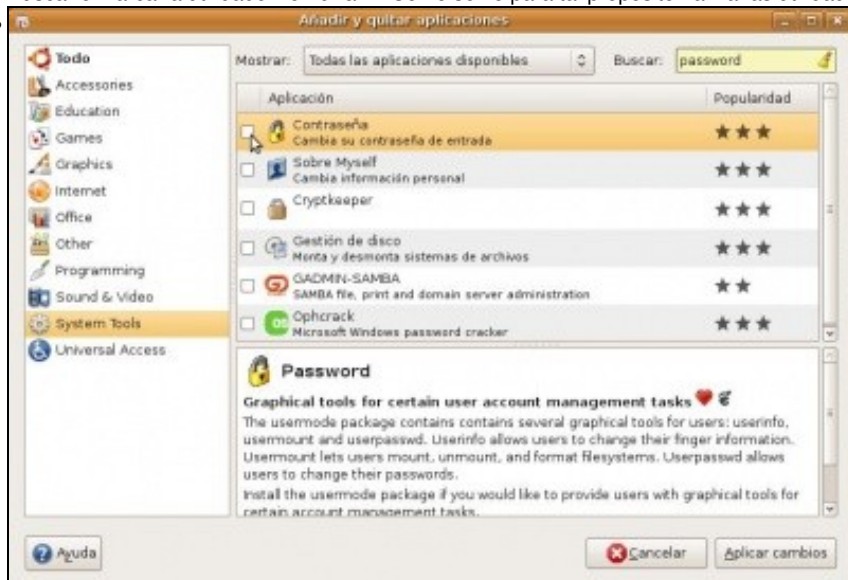 Añadir y quitar aplicaciones
Todo
Accessories
Education
Games
Graphics
Internet
Office
Other
Programming
Sound & Video
System Tools
Universal Access
Mostrar: Todas las aplicaciones disponibles Buscar: password
Aplicación Popularidad
Contraseña
Cambia su contraseña de entrada
Sobre Myself
Cambia información personal
Cryptkeeper
Gestión de disco
Monta y desmonta sistemas de archivos
GADMIN-SAMBA
SAMBA file, print and domain server administration
Ophcrack
Microsoft Windows password cracker
Password
Graphical tools for certain user account management tasks
The usermode package contains contains several graphical tools for users: userinfo,
usermount and userpasswd. Userinfo allows users to change their finger information.
Usermount lets users mount, unmount, and format filesystems. Userpasswd allows
users to change their passwords.
Install the usermode package if you would like to provide users with graphical tools for
certain account management tasks.
Ayuda
Cancelar
Aplicar cambios